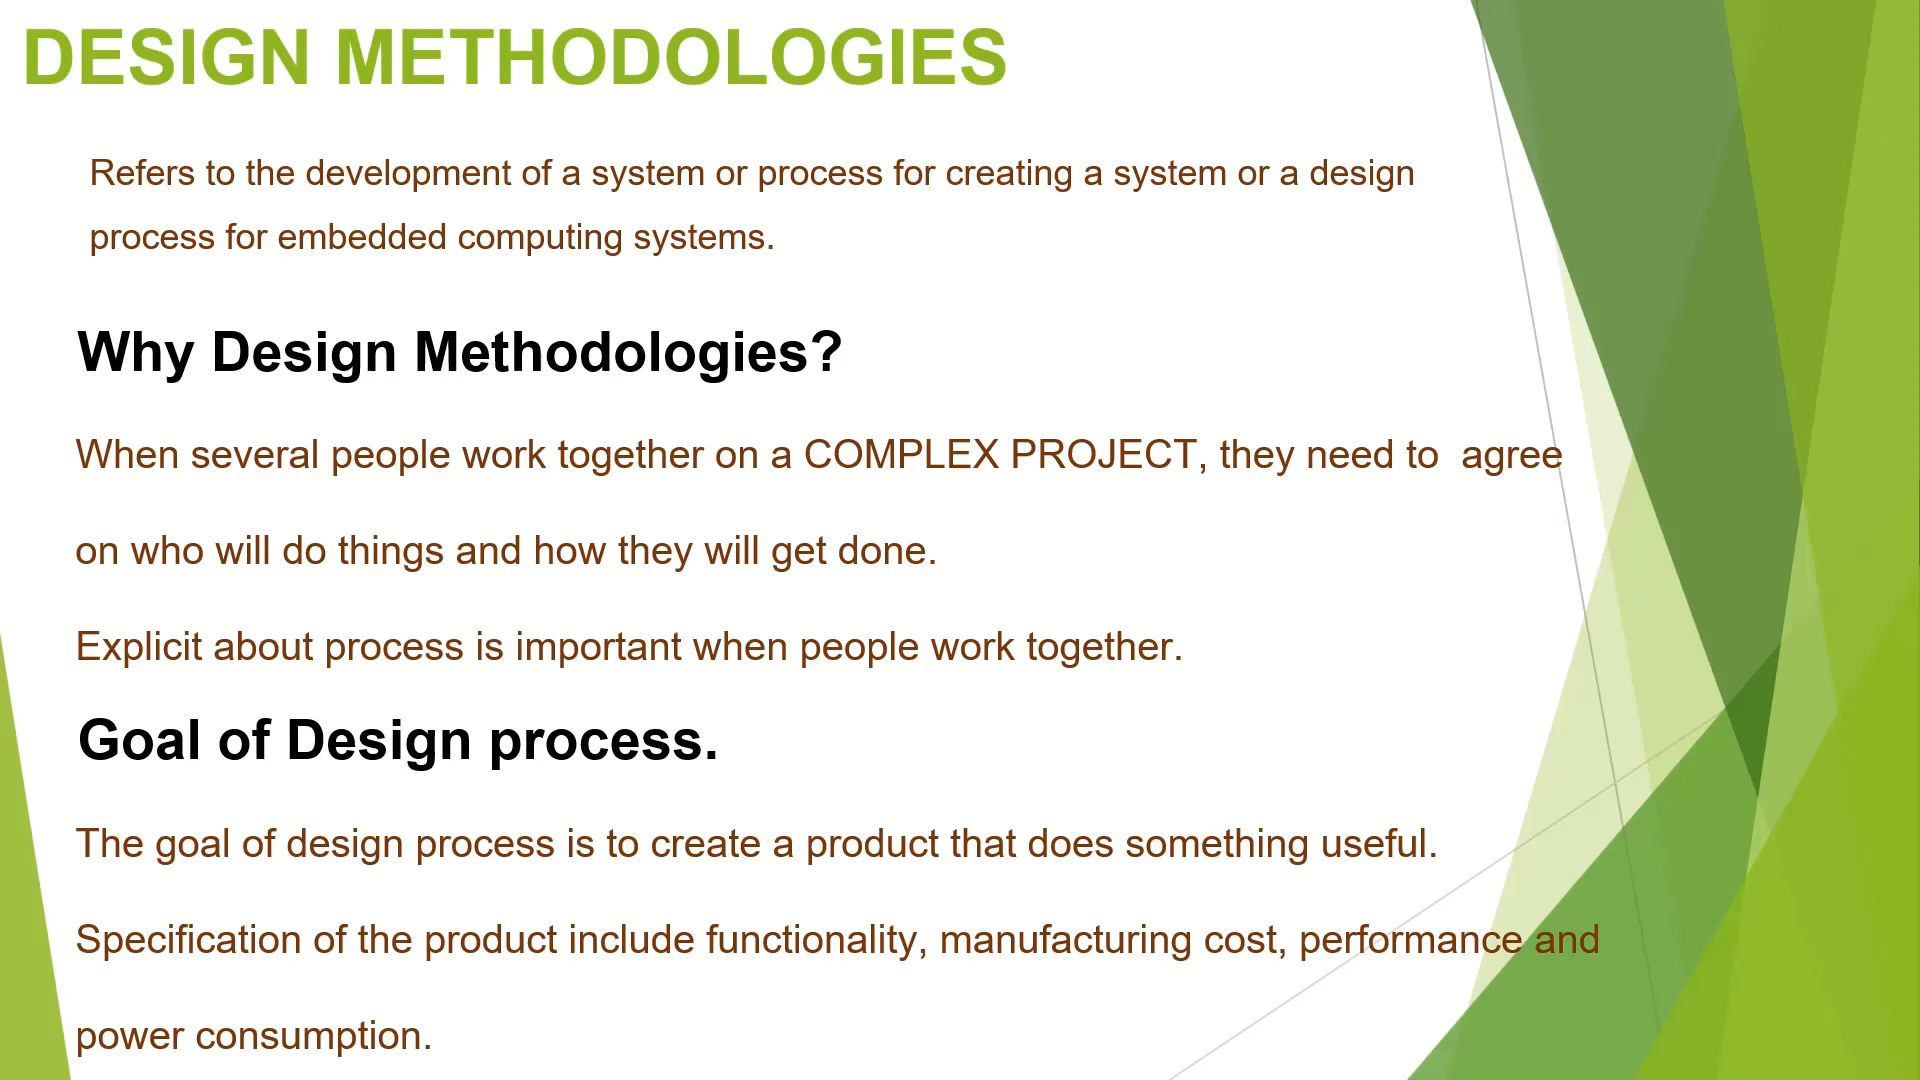 DESIGN METHODOLOGIES
Refers to the development of a system or process for creating a system or a design
process for embedded computing systems.
Why Design Methodologies?
When several people work together on a COMPLEX PROJECT, they need to  agree
on who will do things and how they will get done.
Explicit about process is important when people work together.
Goal of Design process.
The goal of design process is to create a product that does something useful.
Specification of the product include functionality, manufacturing cost, performance and
power consumption.